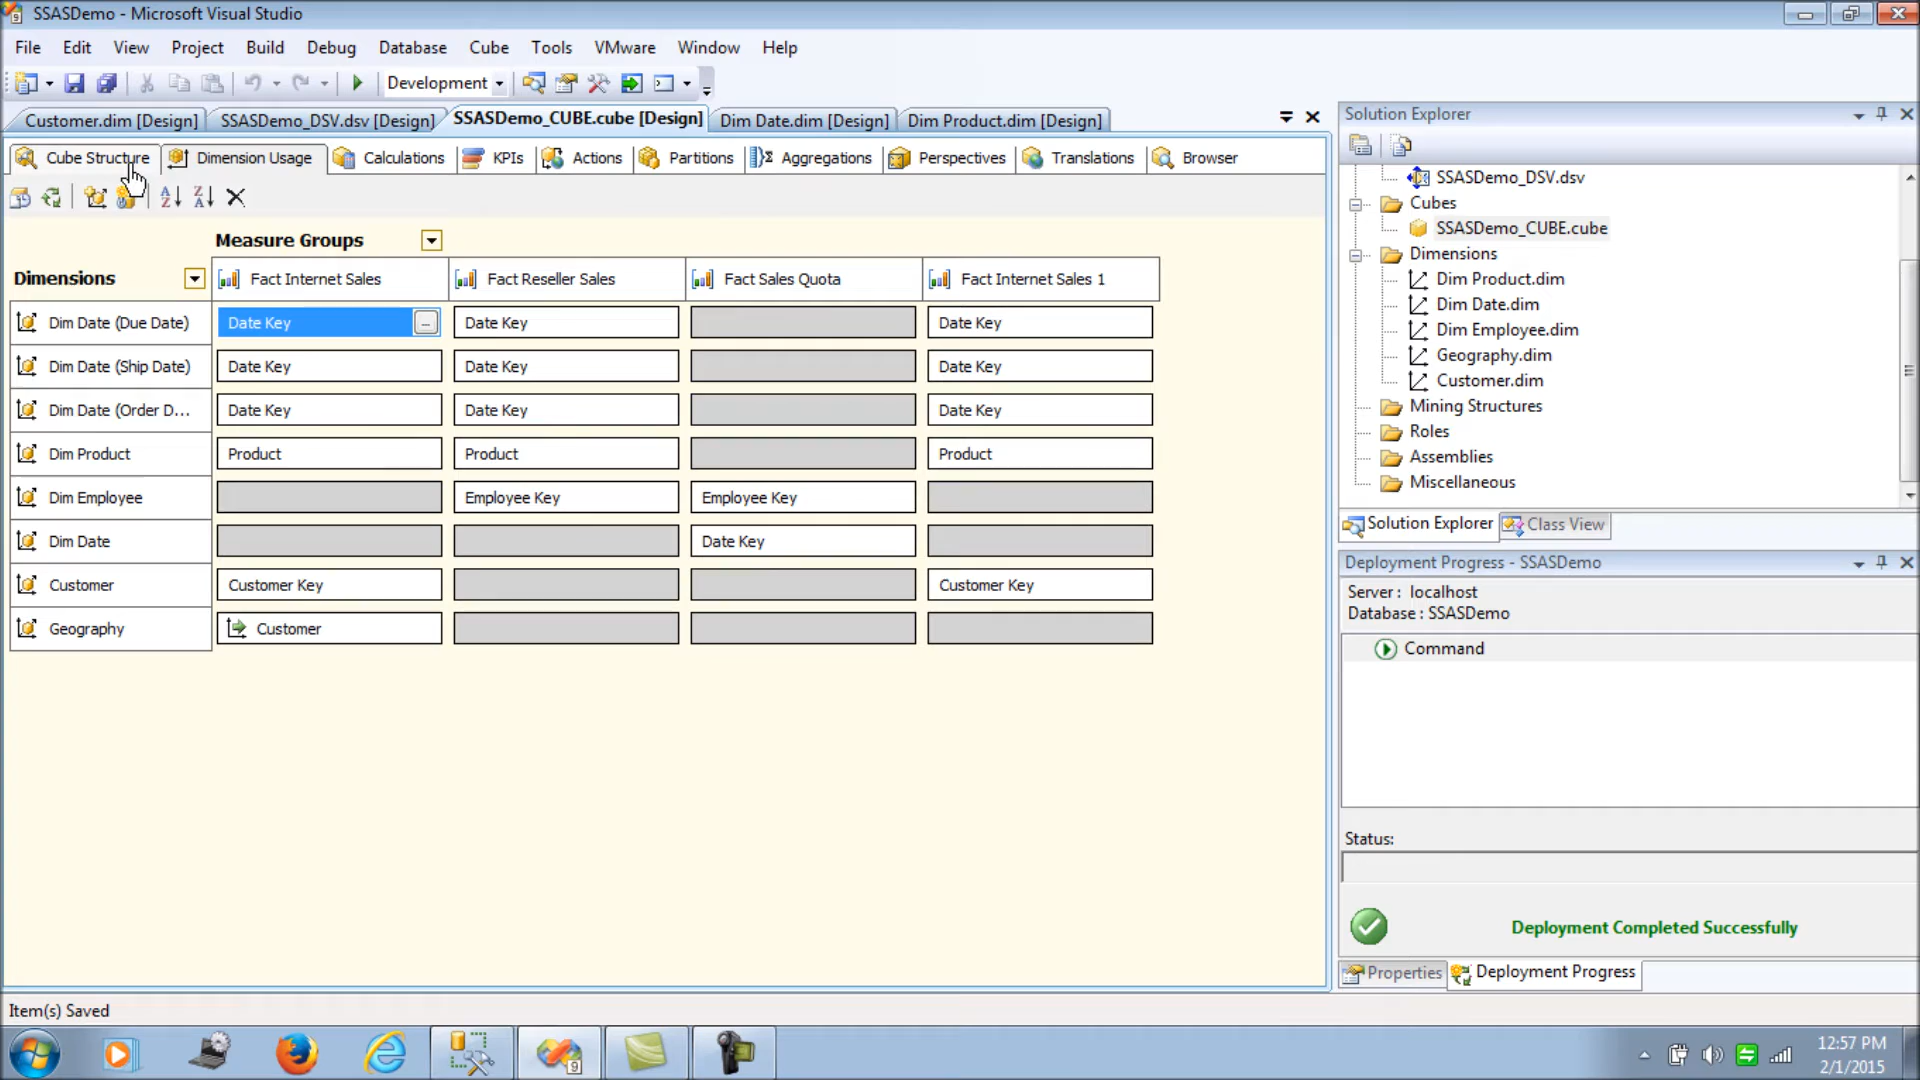 SSASDemo - Microsoft Visual Studio
File Edit View Project Build Debug Database Cube Tools VMware Window Help
Development
Customer.dim [Design] SSASDemo_DSV.dsv [Design] SSASDemo_CUBE.cube [Design] Dim Date.dim [Design] Dim Product.dim [Design]
Cube Structure Dimension Usage Calculations KPIs Actions Partitions Aggregations Perspectives Translations Browser
Measure Groups
Dimensions Fact Internet Sales Fact Reseller Sales Fact Sales Quota Fact Internet Sales 1
Dim Date (Due Date) Date Key ... Date Key Date Key
Dim Date (Ship Date) Date Key Date Key Date Key
Dim Date (Order D... Date Key Date Key Date Key
Dim Product Product Product Product
Dim Employee Employee Key Employee Key
Dim Date Date Key
Customer Customer Key Customer Key
Geography Customer
Solution Explorer
SSASDemo_DSV.dsv
Cubes
SSASDemo_CUBE.cube
Dimensions
Dim Product.dim
Dim Date.dim
Dim Employee.dim
Geography.dim
Customer.dim
Mining Structures
Roles
Assemblies
Miscellaneous
Solution Explorer Class View
Deployment Progress - SSASDemo
Server : localhost
Database : SSASDemo
Command
Status:
Deployment Completed Successfully
Properties Deployment Progress
Item(s) Saved
9
12:57 PM
2/1/2015